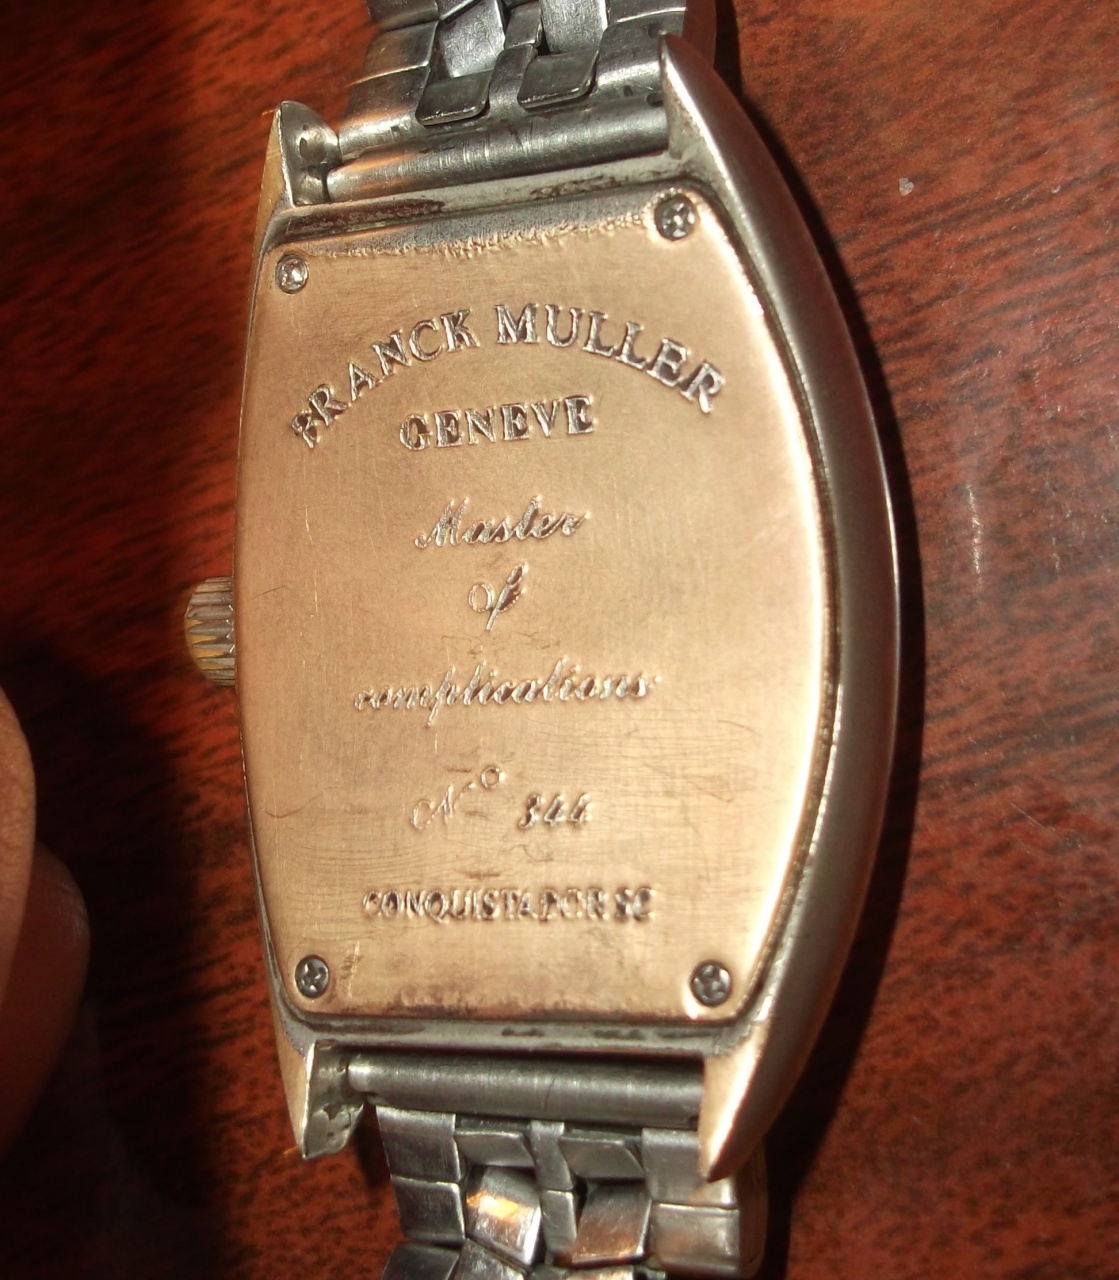 FRANCK MULLER
GENEVE
Master
of
complications
N° 344
CONQUISTADOR SC